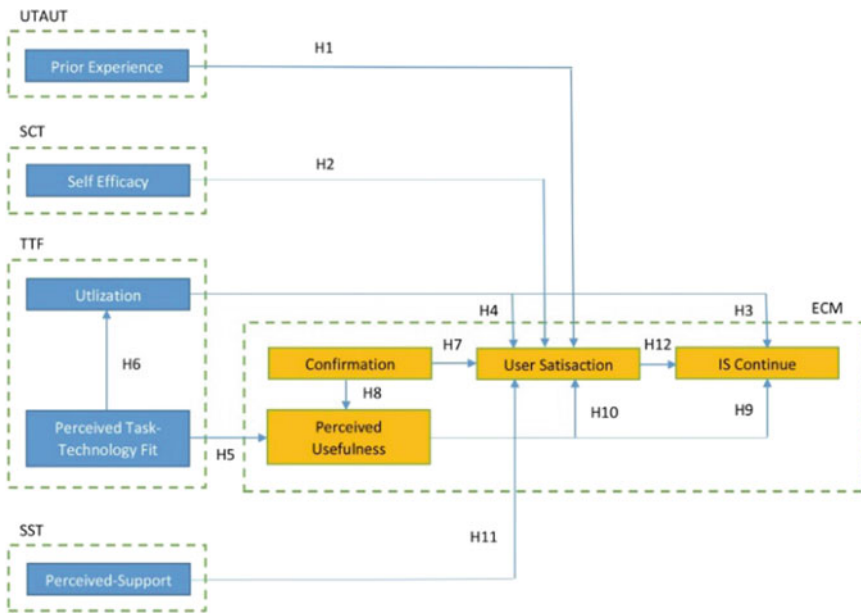 UTAUT
Prior Experience
H1
SCT
Self Efficacy
H2
TTF
Utlization
H4
H3
ECM
H6
Confirmation
H7
User Satisaction
H12
IS Continue
H8
Perceived Task-
Technology Fit
H5
Perceived
Usefulness
H10
H9
SST
H11
Perceived-Support